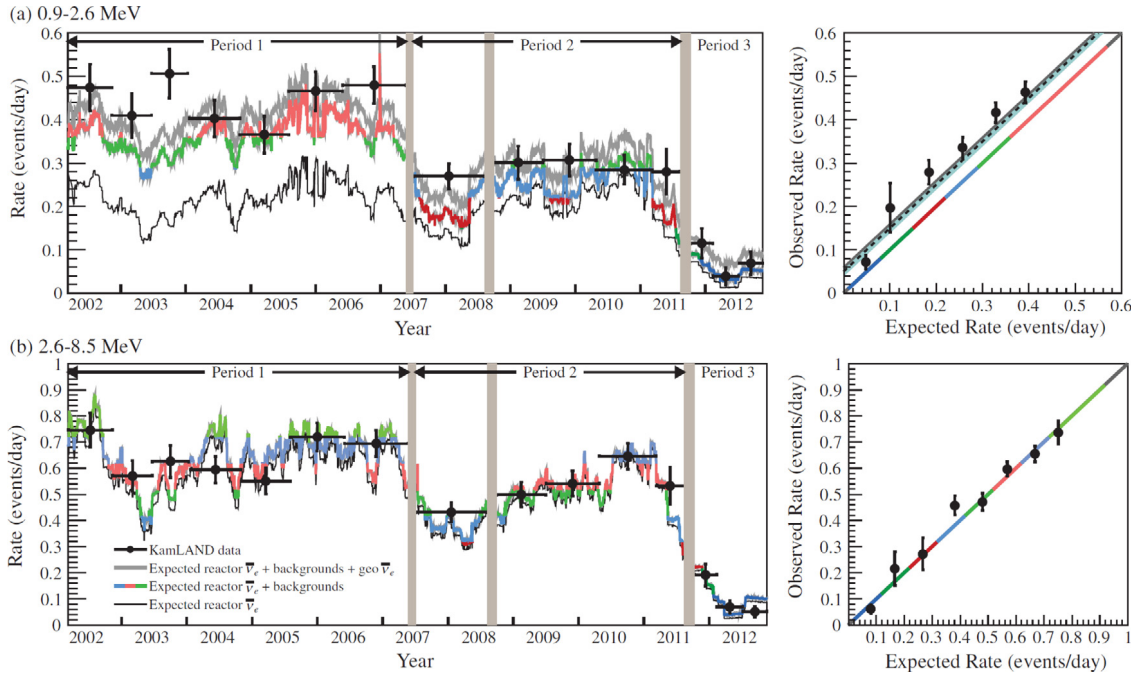 (a) 0.9-2.6 MeV
Period 1
Period 2
Period 3
Rate (events/day)
0.6
0.5
0.4
0.3
0.2
0.1
0
2002 2003 2004 2005 2006 2007 2008 2009 2010 2011 2012
Year
Observed Rate (events/day)
0.6
0.5
0.4
0.3
0.2
0.1
0.0
0.1 0.2 0.3 0.4 0.5 0.6
Expected Rate (events/day)
(b) 2.6-8.5 MeV
Period 1
Period 2
Period 3
Rate (events/day)
1
0.9
0.8
0.7
0.6
0.5
0.4
0.3
0.2
0.1
0
KamLAND data
Expected reactor ν̅e + backgrounds + geo ν̅e
Expected reactor ν̅e + backgrounds
Expected reactor ν̅e
2002 2003 2004 2005 2006 2007 2008 2009 2010 2011 2012
Year
Observed Rate (events/day)
1
0.9
0.8
0.7
0.6
0.5
0.4
0.3
0.2
0.1
0
0.1 0.2 0.3 0.4 0.5 0.6 0.7 0.8 0.9 1
Expected Rate (events/day)